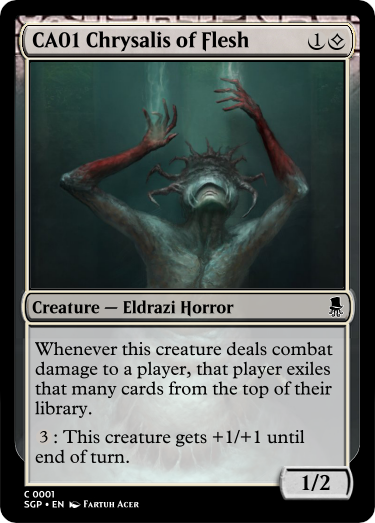 CA01 Chrysalis of Flesh 1
Creature — Eldrazi Horror
Whenever this creature deals combat
damage to a player, that player exiles
that many cards from the top of their
library.
3 : This creature gets +1/+1 until
end of turn.
1/2
C 0001
SGP • EN Fartuh Acer